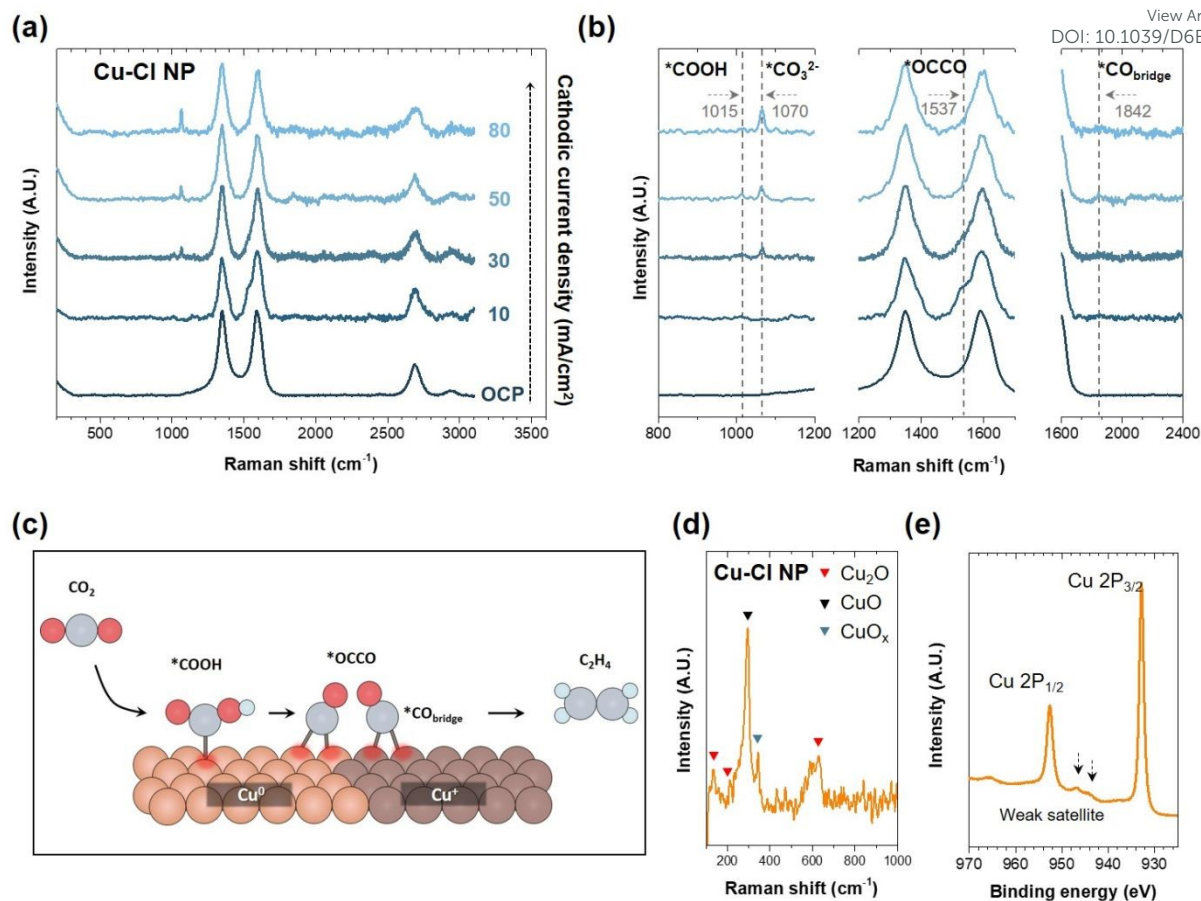 View Ar
DOI: 10.1039/D6E
(a)
Cu-Cl NP
80
50
30
10
OCP
Intensity (A.U.)
Cathodic current density (mA/cm²)
500 1000 1500 2000 2500 3000 3500
Raman shift (cm⁻¹)
(b)
*COOH
*CO₃²⁻
*OCCO
*CO_bridge
1015
1070
1537
1842
Intensity (A.U.)
800 1000 1200 1200 1400 1600 1600 2000 2400
Raman shift (cm⁻¹)
(c)
CO₂
*COOH
*OCCO
*CO_bridge
C₂H₄
Cu⁰
Cu⁺
(d)
Cu-Cl NP
Cu₂O
CuO
CuOₓ
Intensity (A.U.)
200 400 600 800 1000
Raman shift (cm⁻¹)
(e)
Cu 2P₃/₂
Cu 2P₁/₂
Weak satellite
Intensity (A.U.)
970 960 950 940 930
Binding energy (eV)